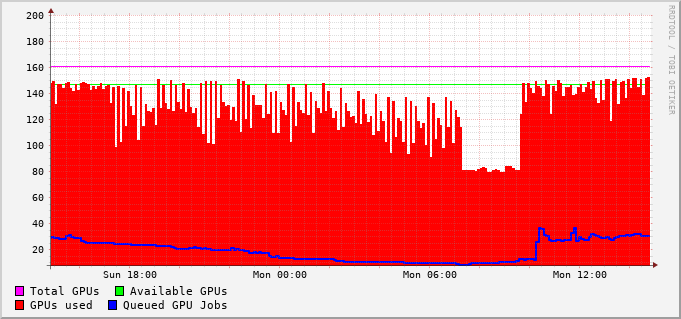 200
180
160
140
120
100
80
60
40
20
Sun 18:00 Mon 00:00 Mon 06:00 Mon 12:00
Total GPUs Available GPUs
GPUs used Queued GPU Jobs
RRDTOOL / TOBI OETIKER